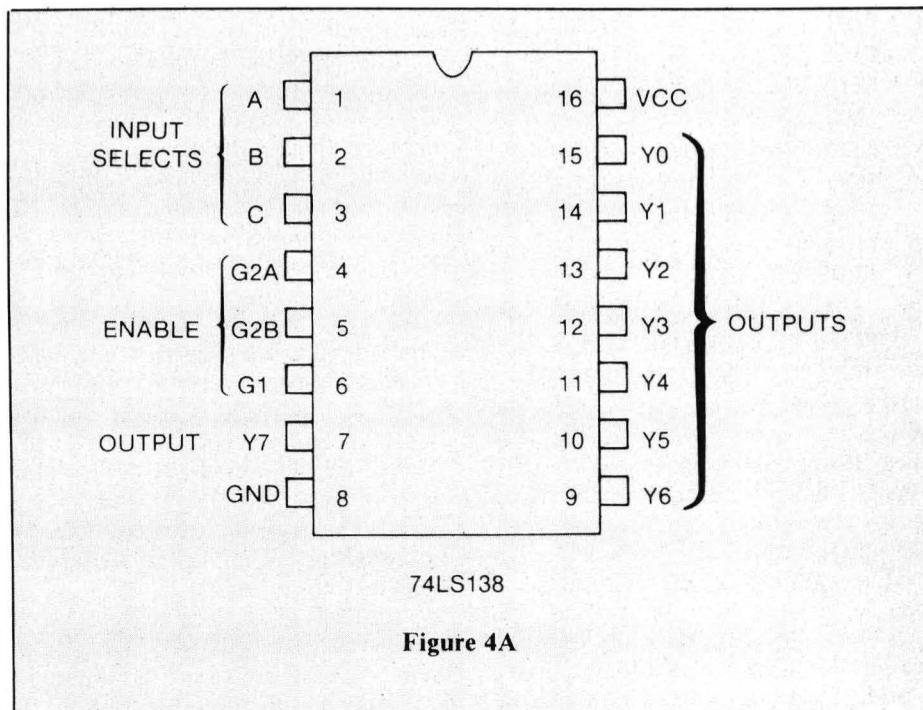 A 1 16 VCC
INPUT
SELECTS
B 2 15 Y0
C 3 14 Y1
G2A 4 13 Y2
ENABLE G2B 5 12 Y3 OUTPUTS
G1 6 11 Y4
OUTPUT Y7 7 10 Y5
GND 8 9 Y6
74LS138
Figure 4A